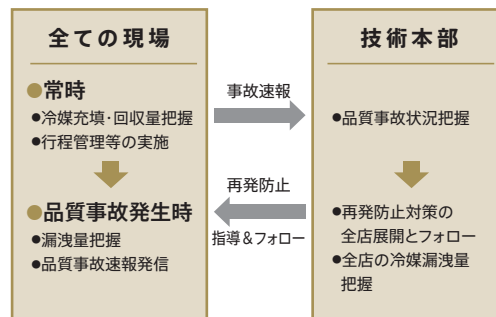 全ての現場
●常時
●冷媒充填･回収量把握
●行程管理等の実施
●品質事故発生時
●漏洩量把握
●品質事故速報発信
事故速報
再発防止
指導＆フォロー
技術本部
●品質事故状況把握
●再発防止対策の
全店展開とフォロー
●全店の冷媒漏洩量
把握